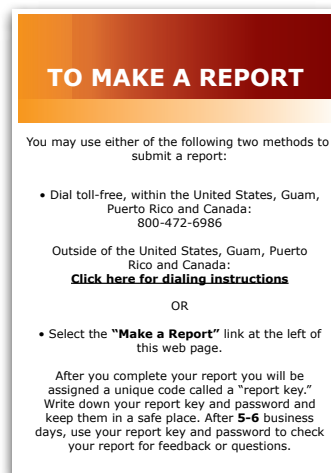 TO MAKE A REPORT
You may use either of the following two methods to
submit a report:
• Dial toll-free, within the United States, Guam,
Puerto Rico and Canada:
800-472-6986
Outside of the United States, Guam, Puerto
Rico and Canada:
Click here for dialing instructions
OR
• Select the “Make a Report” link at the left of
this web page.
After you complete your report you will be
assigned a unique code called a “report key.”
Write down your report key and password and
keep them in a safe place. After 5-6 business
days, use your report key and password to check
your report for feedback or questions.